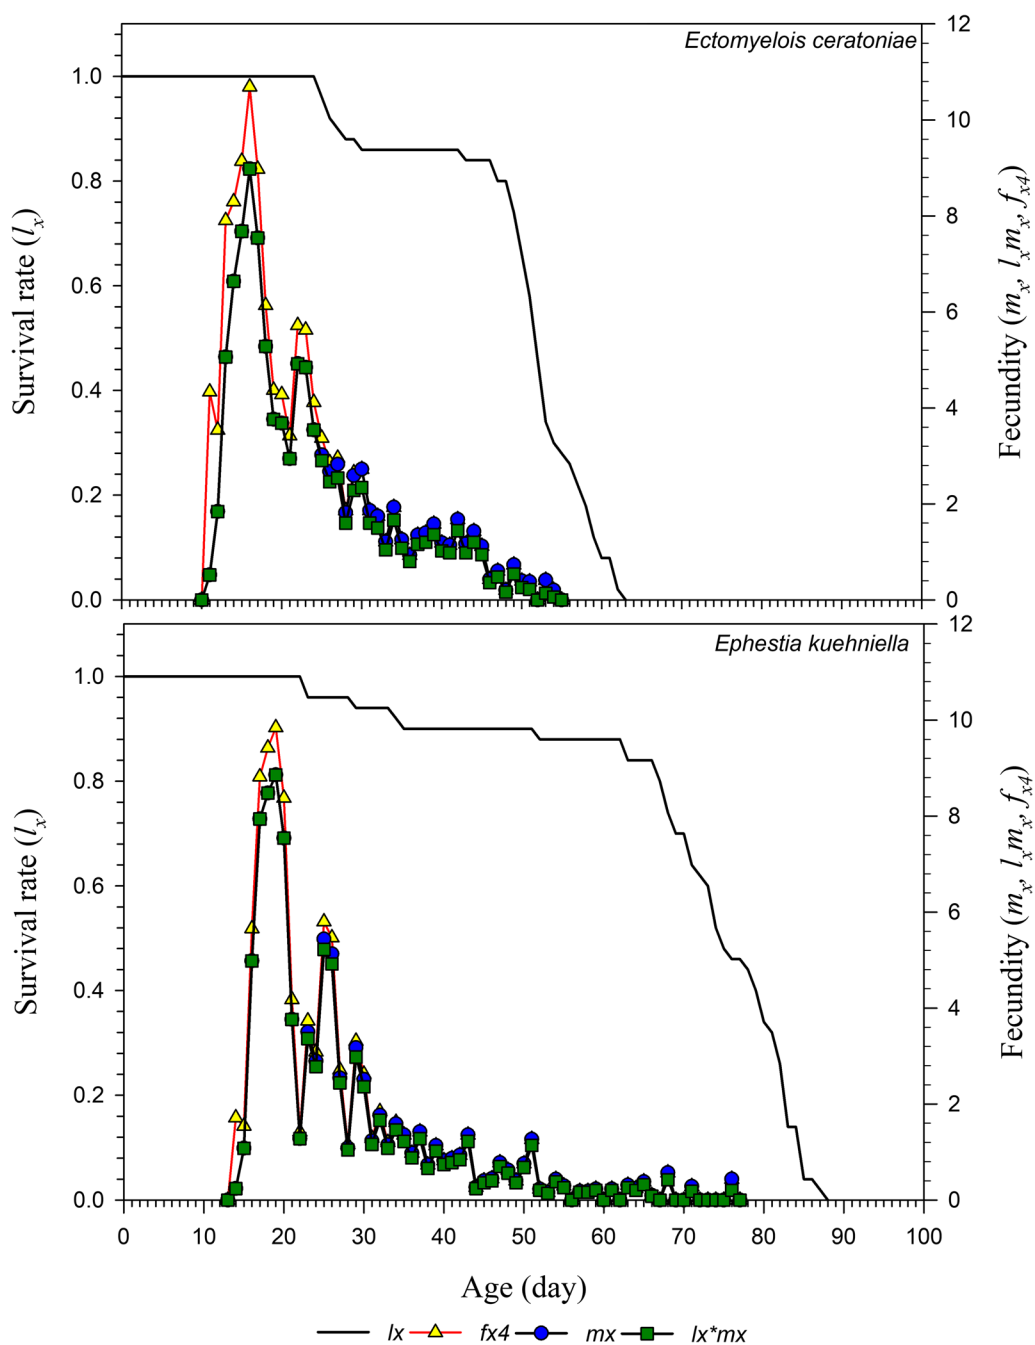 Ectomyelois ceratoniae
Survival rate (lx)
1.0
0.8
0.6
0.4
0.2
0.0
12
10
8
6
4
2
0
Fecundity (mx, lxmx, fx4)
Ephestia kuehniella
Survival rate (lx)
1.0
0.8
0.6
0.4
0.2
0.0
12
10
8
6
4
2
0
Fecundity (mx, lxmx, fx4)
0 10 20 30 40 50 60 70 80 90 100
Age (day)
lx fx4 mx lx*mx